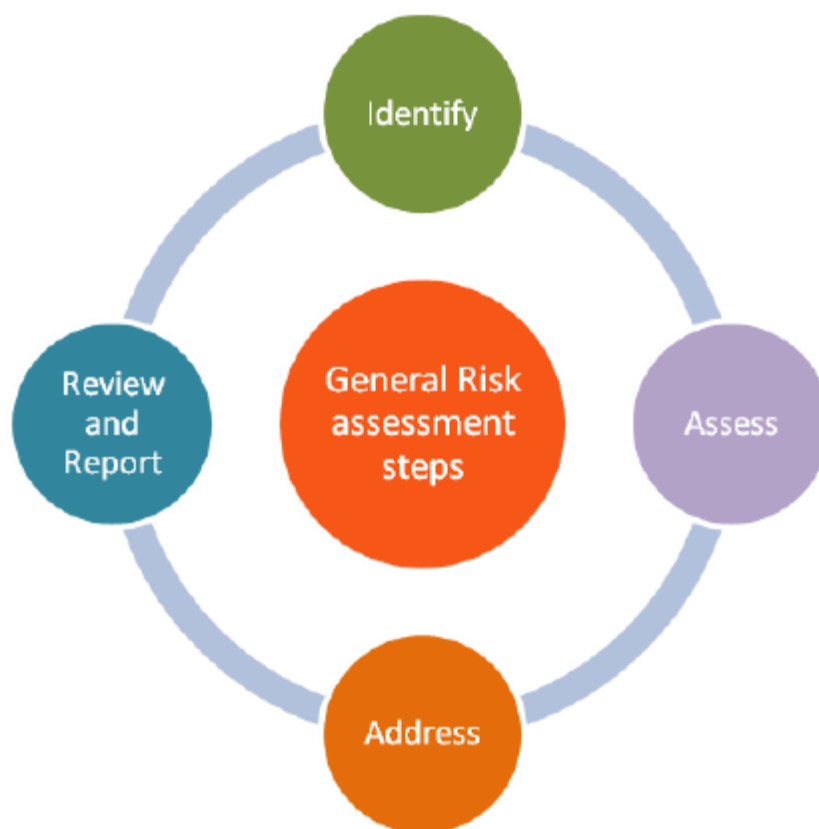 Identify
Review
and
Report
General Risk
assessment
steps
Assess
Address